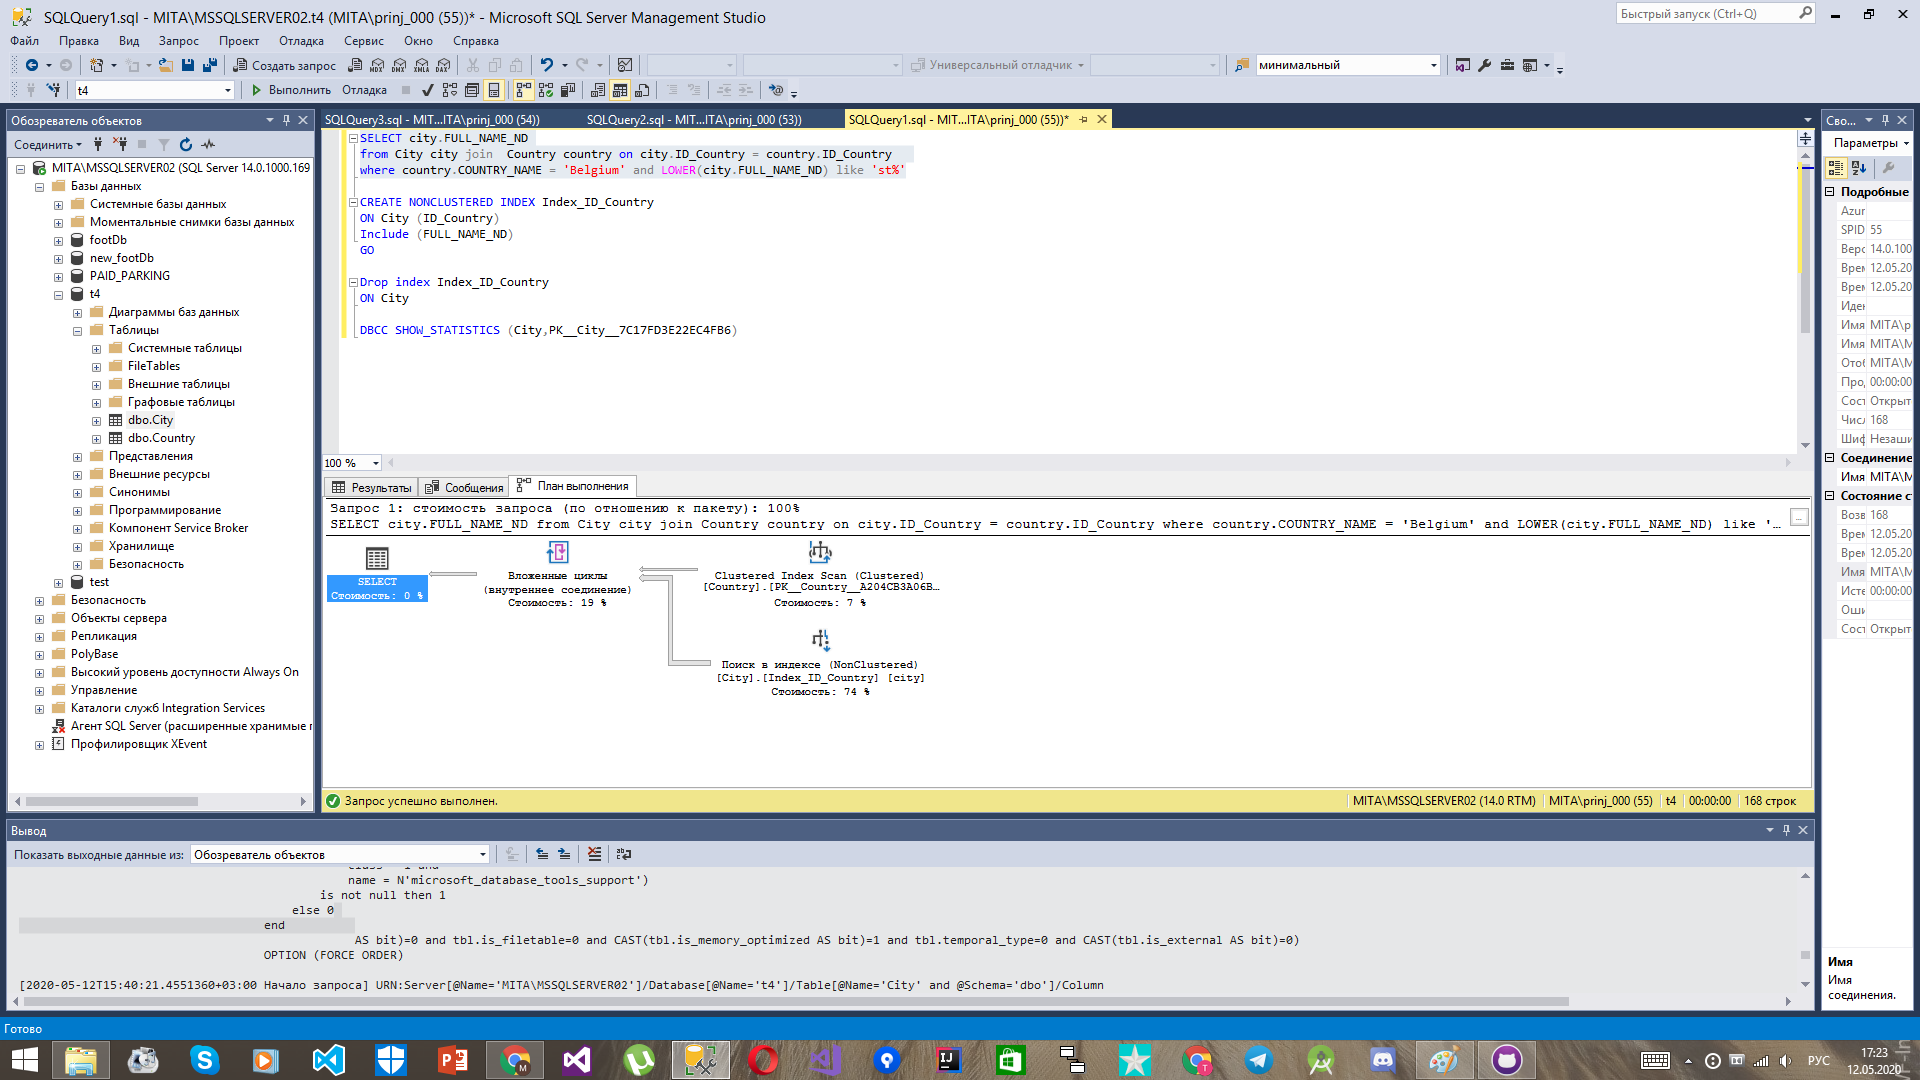 SQLQuery1.sql - MITA\MSSQLSERVER02.t4 (MITA\prinj_000 (55))* - Microsoft SQL Server Management Studio
Быстрый запуск (Ctrl+Q)
Файл Правка Вид Запрос Проект Отладка Сервис Окно Справка
Создать запрос MDX DMX XMLA DAX Универсальный отладчик минимальный
t4 Выполнить Отладка
Обозреватель объектов
Соединить
MITA\MSSQLSERVER02 (SQL Server 14.0.1000.169
Базы данных
Системные базы данных
Моментальные снимки базы данных
footDb
new_footDb
PAID_PARKING
t4
Диаграммы баз данных
Таблицы
Системные таблицы
FileTables
Внешние таблицы
Графовые таблицы
dbo.City
dbo.Country
Представления
Внешние ресурсы
Синонимы
Программирование
Компонент Service Broker
Хранилище
Безопасность
test
Безопасность
Объекты сервера
Репликация
PolyBase
Высокий уровень доступности Always On
Управление
Каталоги служб Integration Services
Агент SQL Server (расширенные хранимые
Профилировщик XEvent
SQLQuery3.sql - MIT...ITA\prinj_000 (54))
SQLQuery2.sql - MIT...ITA\prinj_000 (53))
SQLQuery1.sql - MIT...ITA\prinj_000 (55))*
SELECT city.FULL_NAME_ND
from City city join  Country country on city.ID_Country = country.ID_Country
where country.COUNTRY_NAME = 'Belgium' and LOWER(city.FULL_NAME_ND) like 'st%'
CREATE NONCLUSTERED INDEX Index_ID_Country
ON City (ID_Country)
Include (FULL_NAME_ND)
GO
Drop index Index_ID_Country
ON City
DBCC SHOW_STATISTICS (City,PK__City__7C17FD3E22EC4FB6)
100 %
Результаты Сообщения План выполнения
Запрос 1: стоимость запроса (по отношению к пакету): 100%
SELECT city.FULL_NAME_ND from City city join Country country on city.ID_Country = country.ID_Country where country.COUNTRY_NAME = 'Belgium' and LOWER(city.FULL_NAME_ND) like '…
SELECT
Стоимость: 0 %
Вложенные циклы
(внутреннее соединение)
Стоимость: 19 %
Clustered Index Scan (Clustered)
[Country].[PK__Country__A204CB3A06B…
Стоимость: 7 %
Поиск в индексе (NonClustered)
[City].[Index_ID_Country] [city]
Стоимость: 74 %
Запрос успешно выполнен.
MITA\MSSQLSERVER02 (14.0 RTM) MITA\prinj_000 (55) t4 00:00:00 168 строк
Сво...
Параметры
Подробные
Azur
SPID 55
Верс 14.0.100
Врем 12.05.20
Врем 12.05.20
Иден
Имя MITA\p
Имя MITA\M
Отоб MITA\M
Про, 00:00:00
Сост Открыт
Числ 168
Шиф Незаши
Соединение
Имя MITA\M
Состояние с
Возв 168
Врем 12.05.20
Врем 12.05.20
Имя MITA\M
Исте 00:00:00
Оши
Сост Открыт
Имя
Имя
соединения.
Вывод
Показать выходные данные из: Обозреватель объектов
name = N'microsoft_database_tools_support')
is not null then 1
else 0
end
AS bit)=0 and tbl.is_filetable=0 and CAST(tbl.is_memory_optimized AS bit)=1 and tbl.temporal_type=0 and CAST(tbl.is_external AS bit)=0)
OPTION (FORCE ORDER)
[2020-05-12T15:40:21.4551360+03:00 Начало запроса] URN:Server[@Name='MITA\MSSQLSERVER02']/Database[@Name='t4']/Table[@Name='City' and @Schema='dbo']/Column
Готово
РУС
17:23
12.05.2020